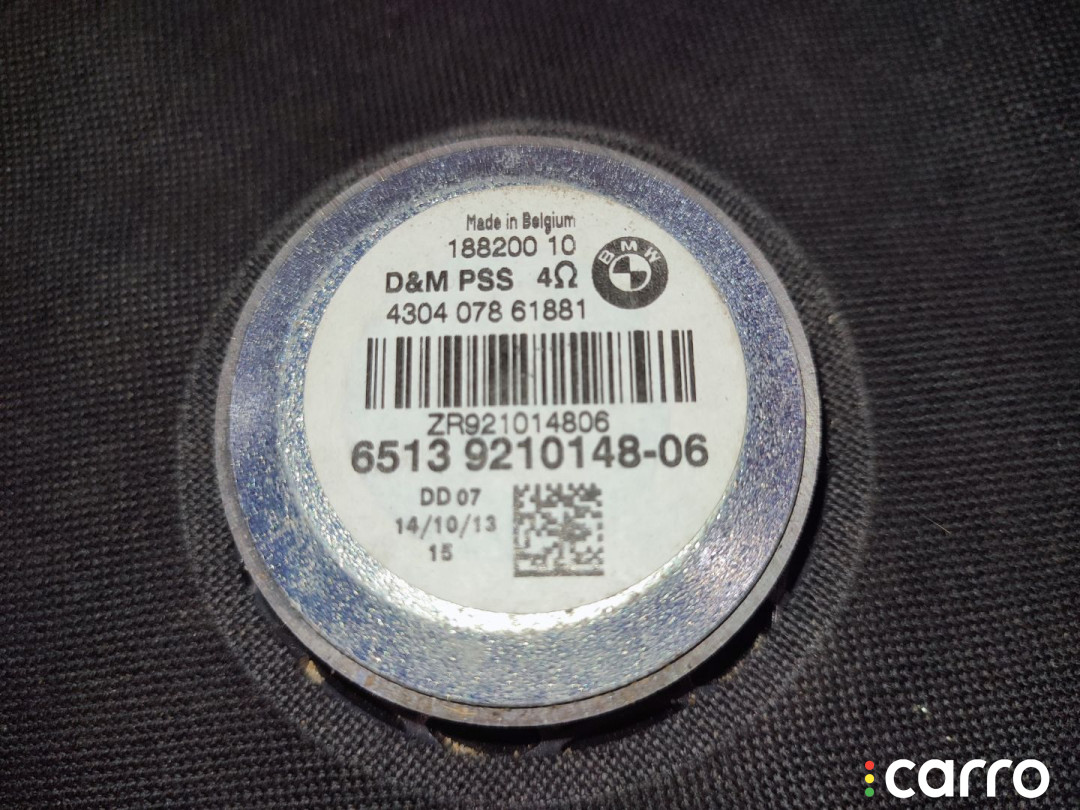 Made in Belgium
188200 10
BMW
D&M PSS 4Ω
4304 078 61881
ZR921014806
6513 9210148-06
DD 07
14/10/13
15
carro